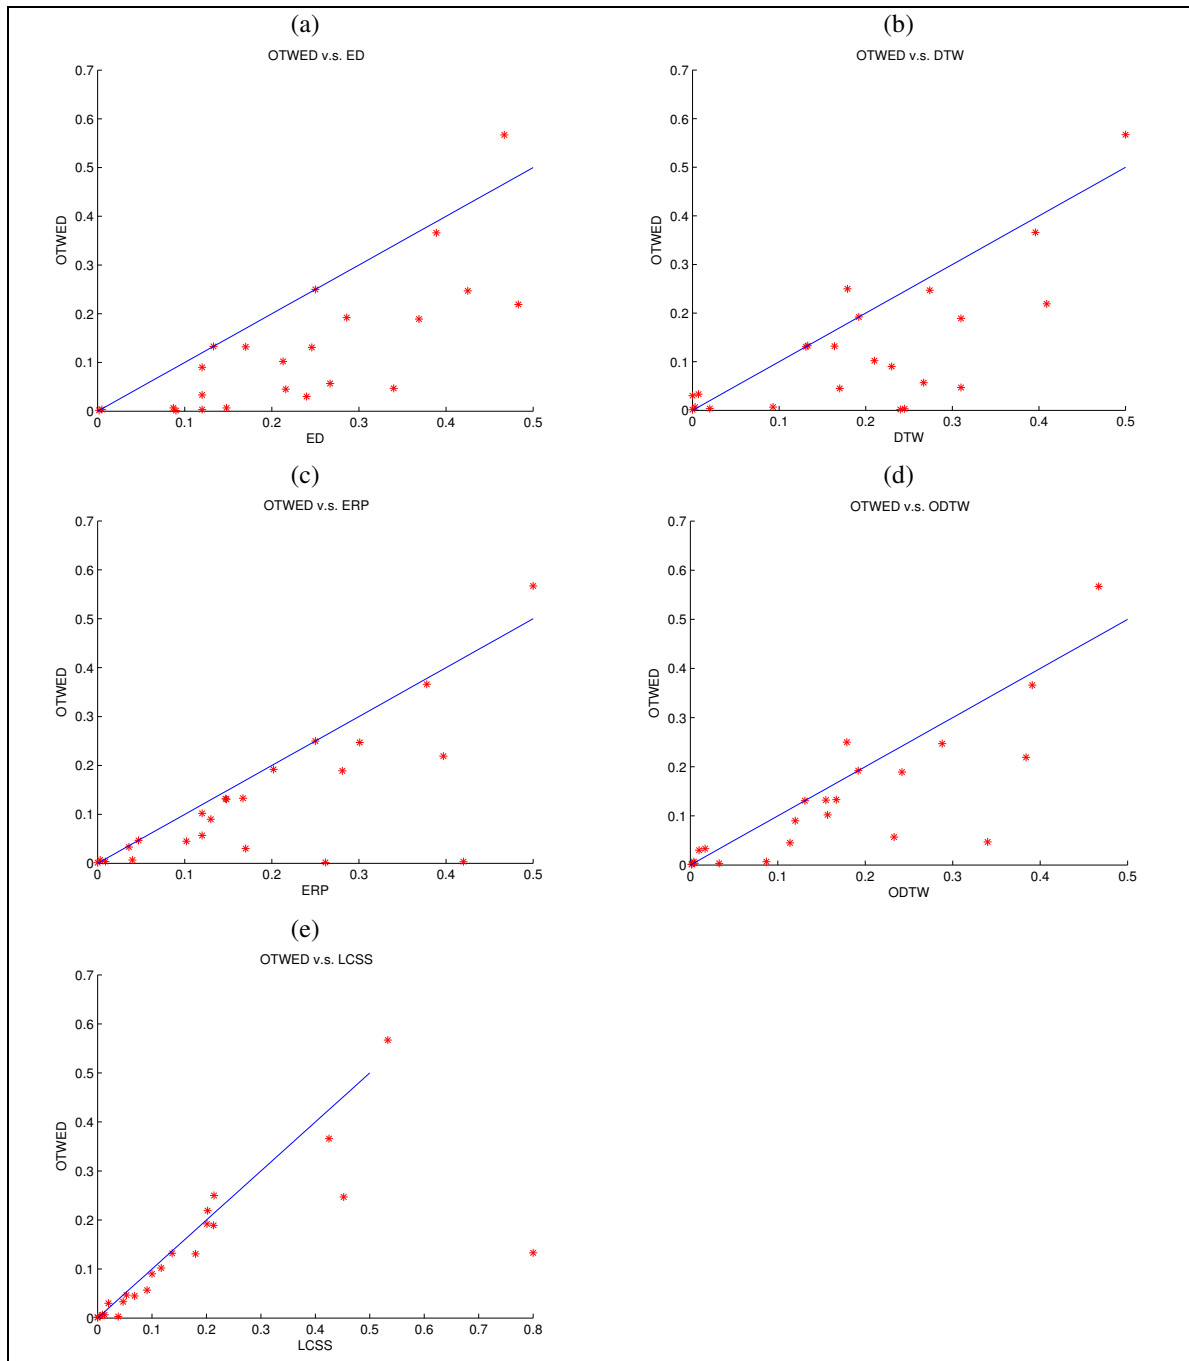 (a)
OTWED v.s. ED
0.7
0.6
0.5
0.4
0.3
0.2
0.1
0
OTWED
0 0.1 0.2 0.3 0.4 0.5
ED
(b)
OTWED v.s. DTW
0.7
0.6
0.5
0.4
0.3
0.2
0.1
0
OTWED
0 0.1 0.2 0.3 0.4 0.5
DTW
(c)
OTWED v.s. ERP
0.7
0.6
0.5
0.4
0.3
0.2
0.1
0
OTWED
0 0.1 0.2 0.3 0.4 0.5
ERP
(d)
OTWED v.s. ODTW
0.7
0.6
0.5
0.4
0.3
0.2
0.1
0
OTWED
0 0.1 0.2 0.3 0.4 0.5
ODTW
(e)
OTWED v.s. LCSS
0.7
0.6
0.5
0.4
0.3
0.2
0.1
0
OTWED
0 0.1 0.2 0.3 0.4 0.5 0.6 0.7 0.8
LCSS